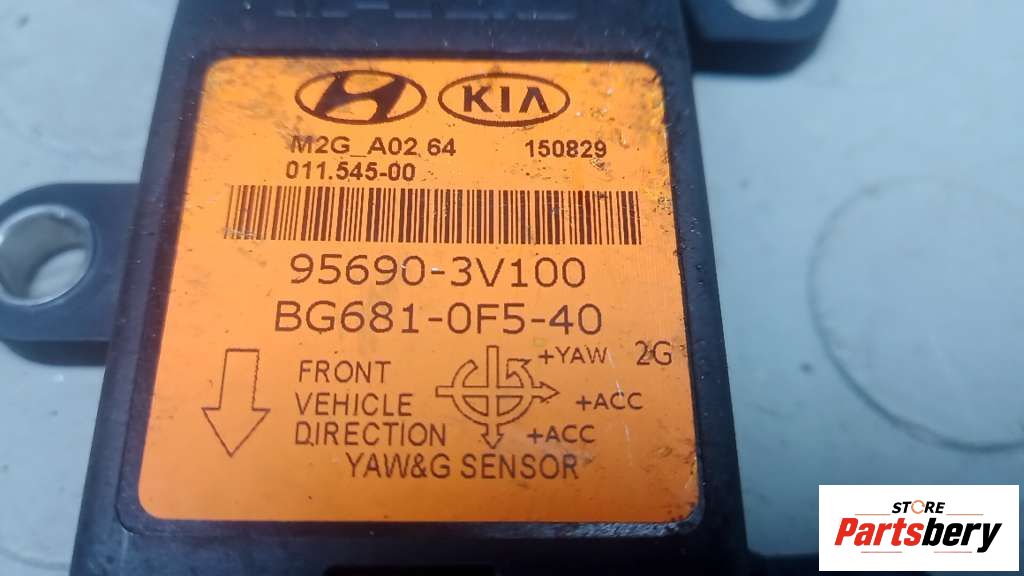 KIA
M2G_A02 64 150829
011.545-00
95690-3V100
BG681-0F5-40
FRONT
VEHICLE
DIRECTION
+YAW 2G
+ACC
+ACC
YAW&G SENSOR
STORE
Partsbery